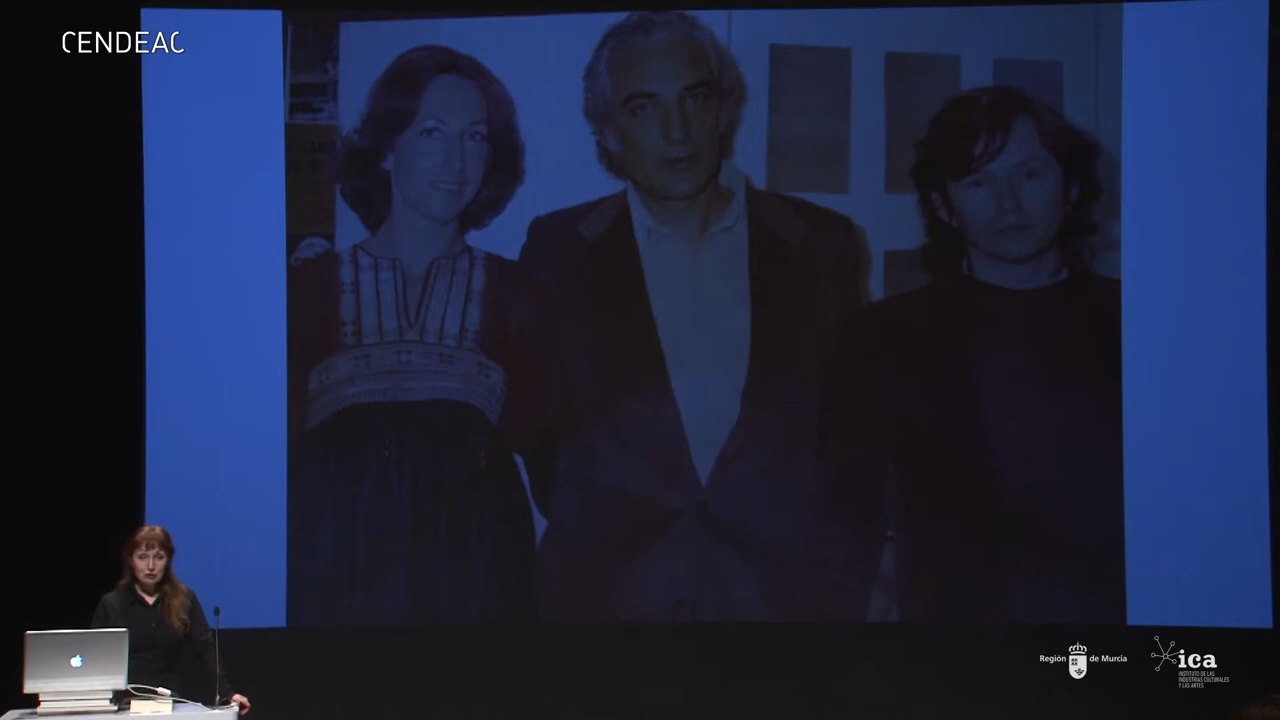 CENDEAC
Región de Murcia
ica
INSTITUTO DE LAS
INDUSTRIAS CULTURALES
Y LAS ARTES